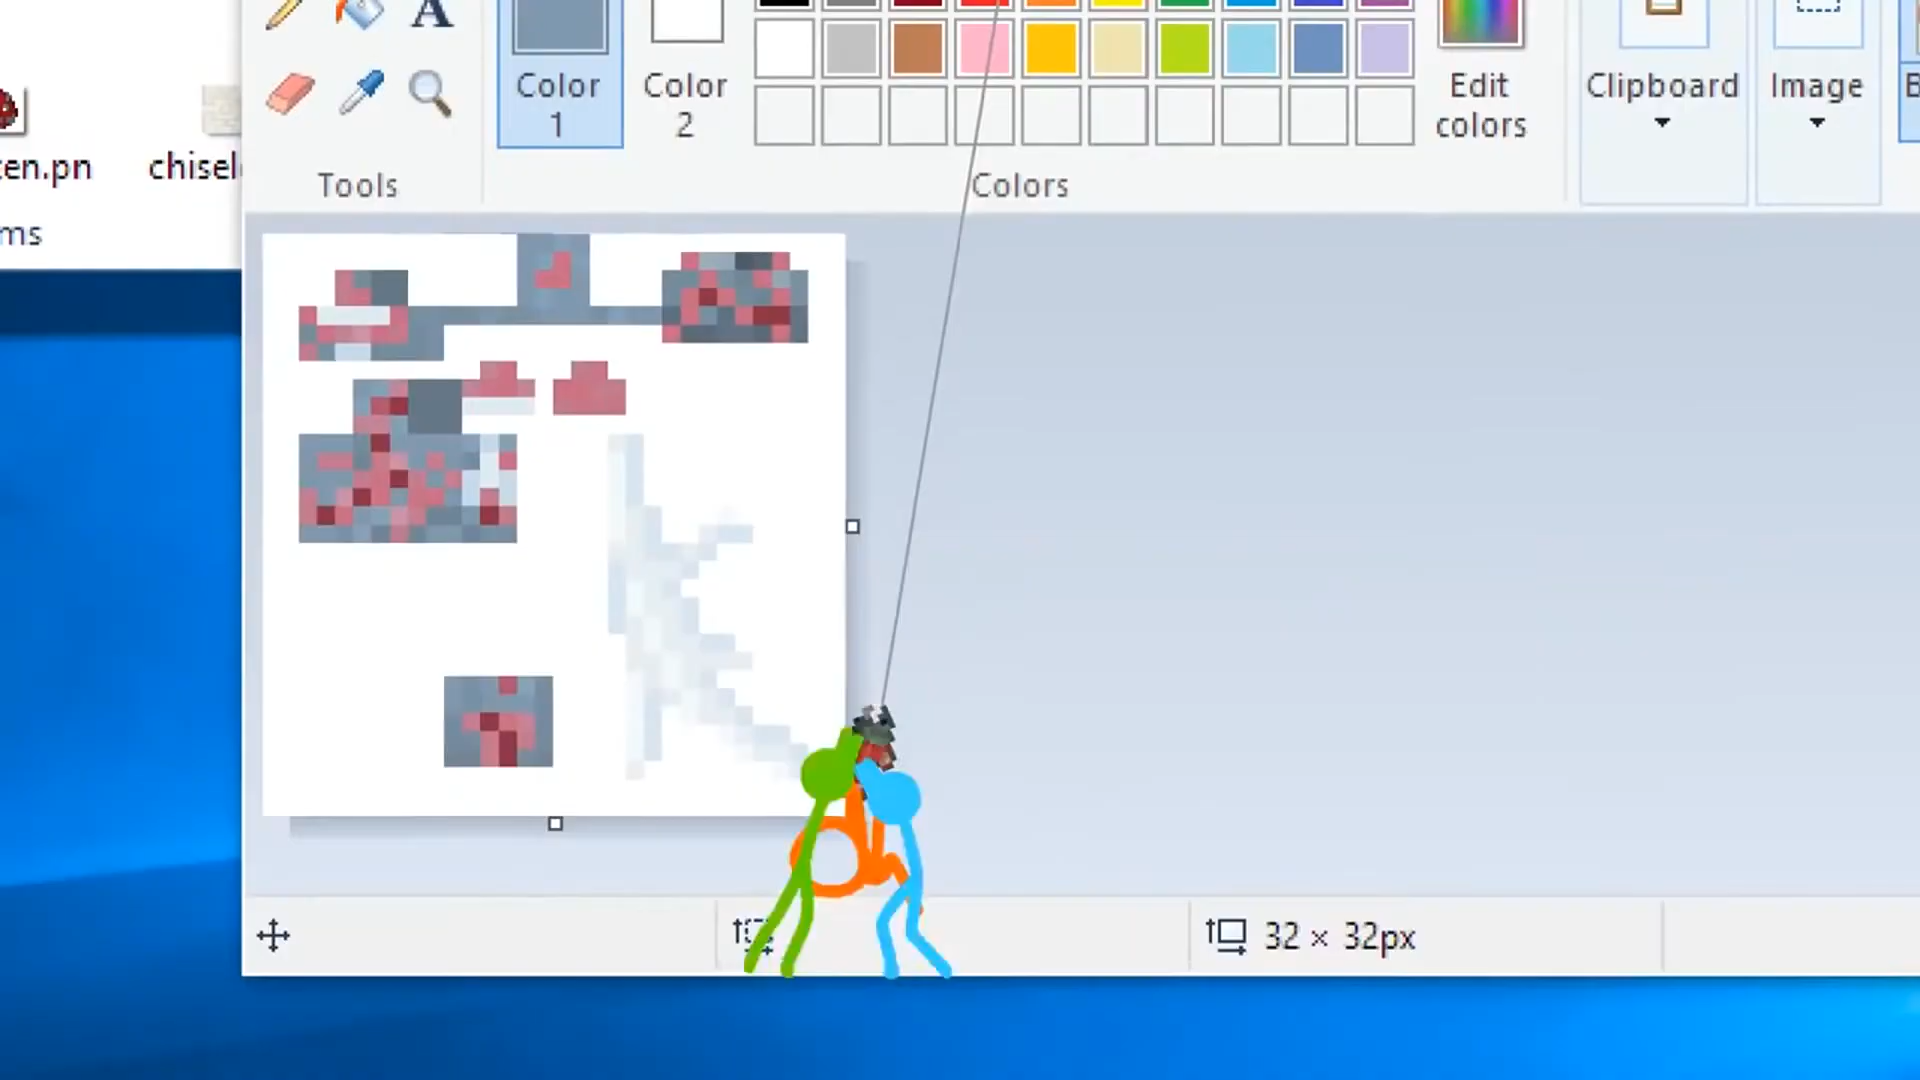 A
Color
1
Color
2
Edit
colors
Clipboard
Image
Tools
Colors
en.pn
chisel
ms
32 × 32px